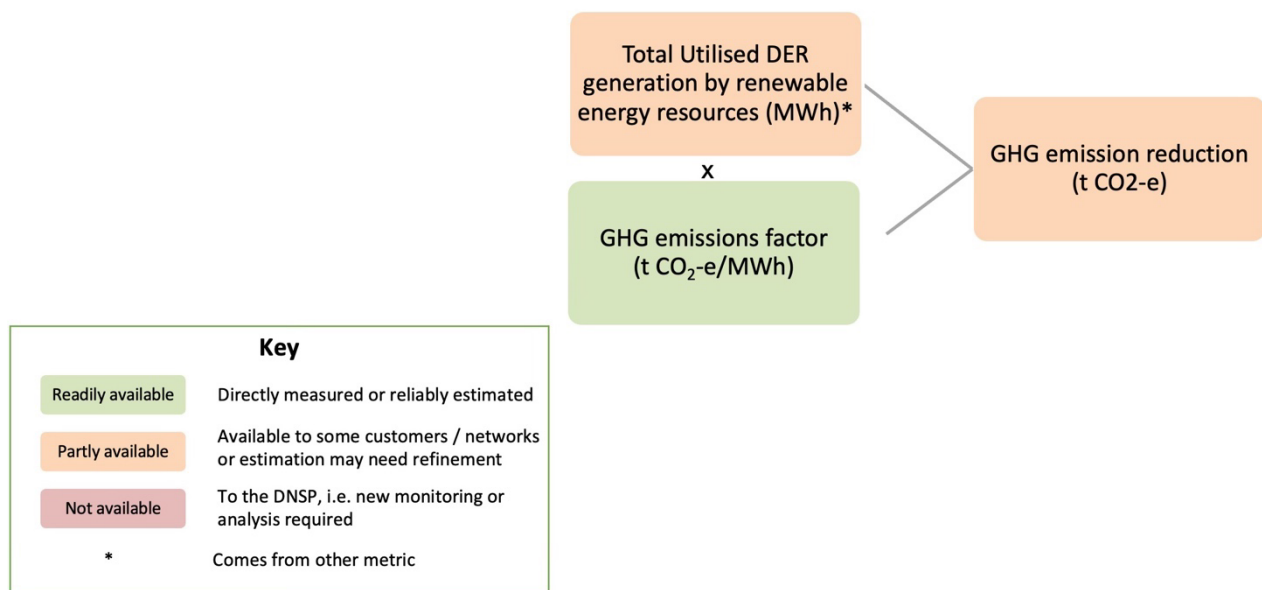 Total Utilised DER
generation by renewable
energy resources (MWh)*
x
GHG emissions factor
(t CO₂-e/MWh)
GHG emission reduction
(t CO2-e)
Key
Readily available
Directly measured or reliably estimated
Partly available
Available to some customers / networks
or estimation may need refinement
Not available
To the DNSP, i.e. new monitoring or
analysis required
*
Comes from other metric